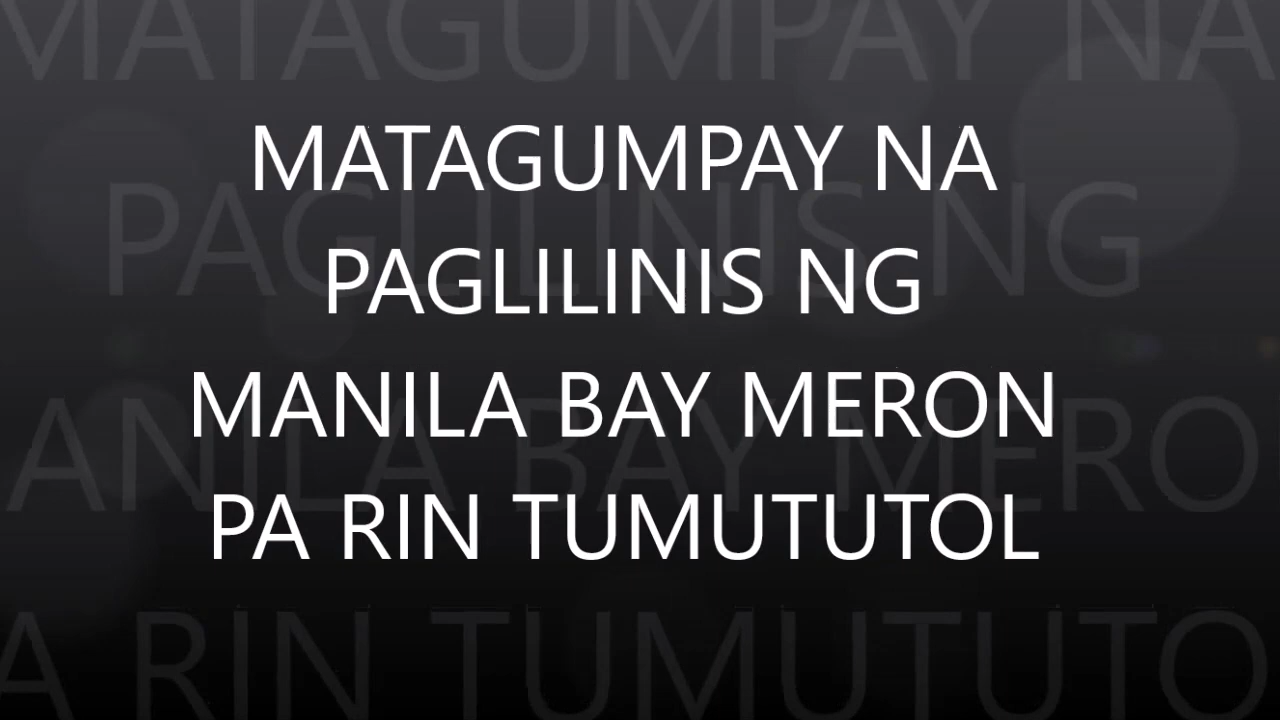 MATAGUMPAY NA
PAGLILINIS NG
MANILA BAY MERON
PA RIN TUMUTUTOL